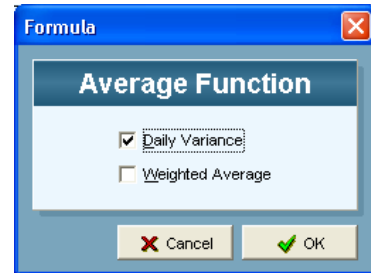 Formula
Average Function
Daily Variance
Weighted Average
Cancel
OK